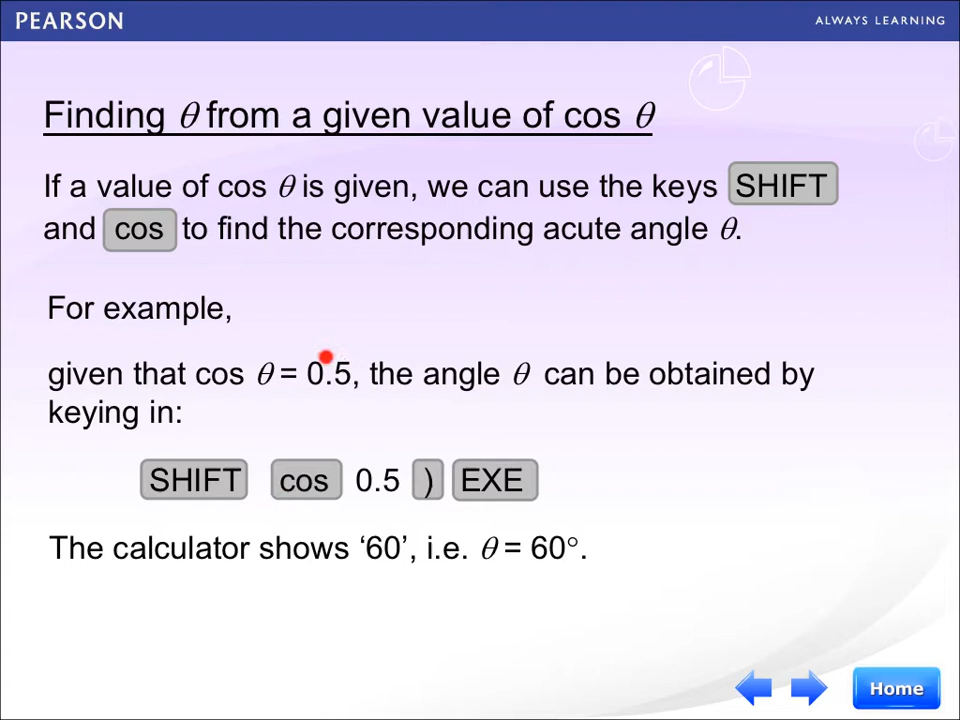 PEARSON
ALWAYS LEARNING
Finding θ from a given value of cos θ
If a value of cos θ is given, we can use the keys SHIFT
and cos to find the corresponding acute angle θ.
For example,
given that cos θ = 0.5, the angle θ can be obtained by
keying in:
SHIFT cos 0.5 ) EXE
The calculator shows ‘60’, i.e. θ = 60°.
Home